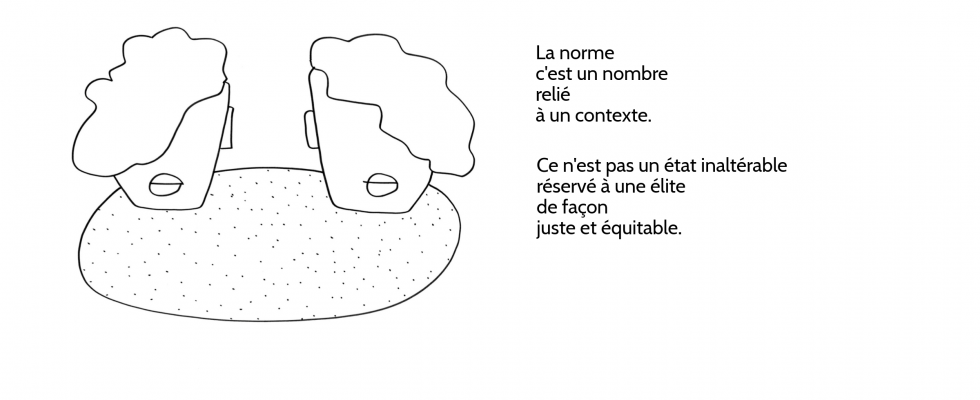 La norme
c'est un nombre
relié
à un contexte.
Ce n'est pas un état inaltérable
réservé à une élite
de façon
juste et équitable.